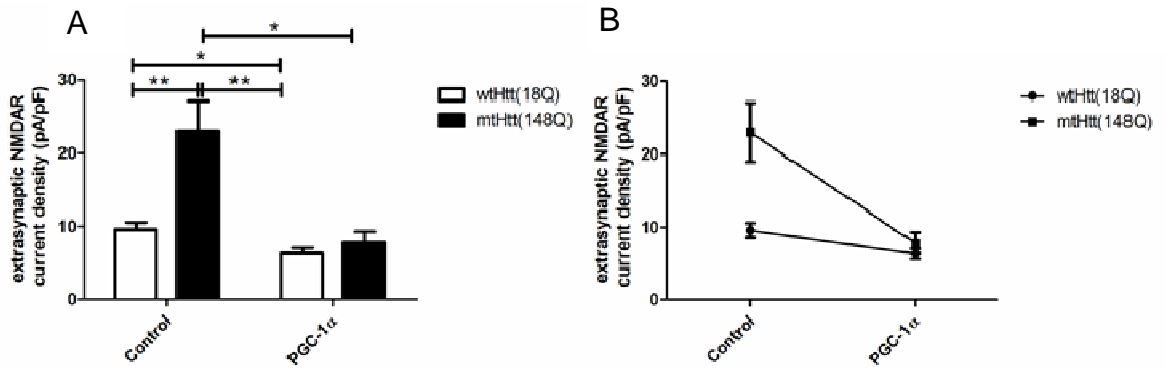 A
*
*
**
**
extrasynaptic NMDAR
current density (pA/pF)
30
20
10
0
Control
PGC-1α
wtHtt(18Q)
mtHtt(148Q)
B
extrasynaptic NMDAR
current density (pA/pF)
30
20
10
0
Control
PGC-1α
wtHtt(18Q)
mtHtt(148Q)